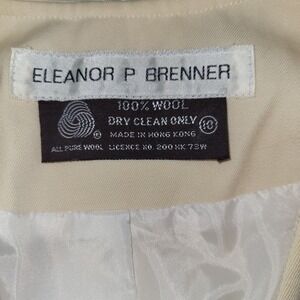 ELEANOR P BRENNER
100% WOOL
DRY CLEAN ONLY 10
MADE IN HONG KONG
ALL PURE WOOL LICENCE NO. 200 HK 73W